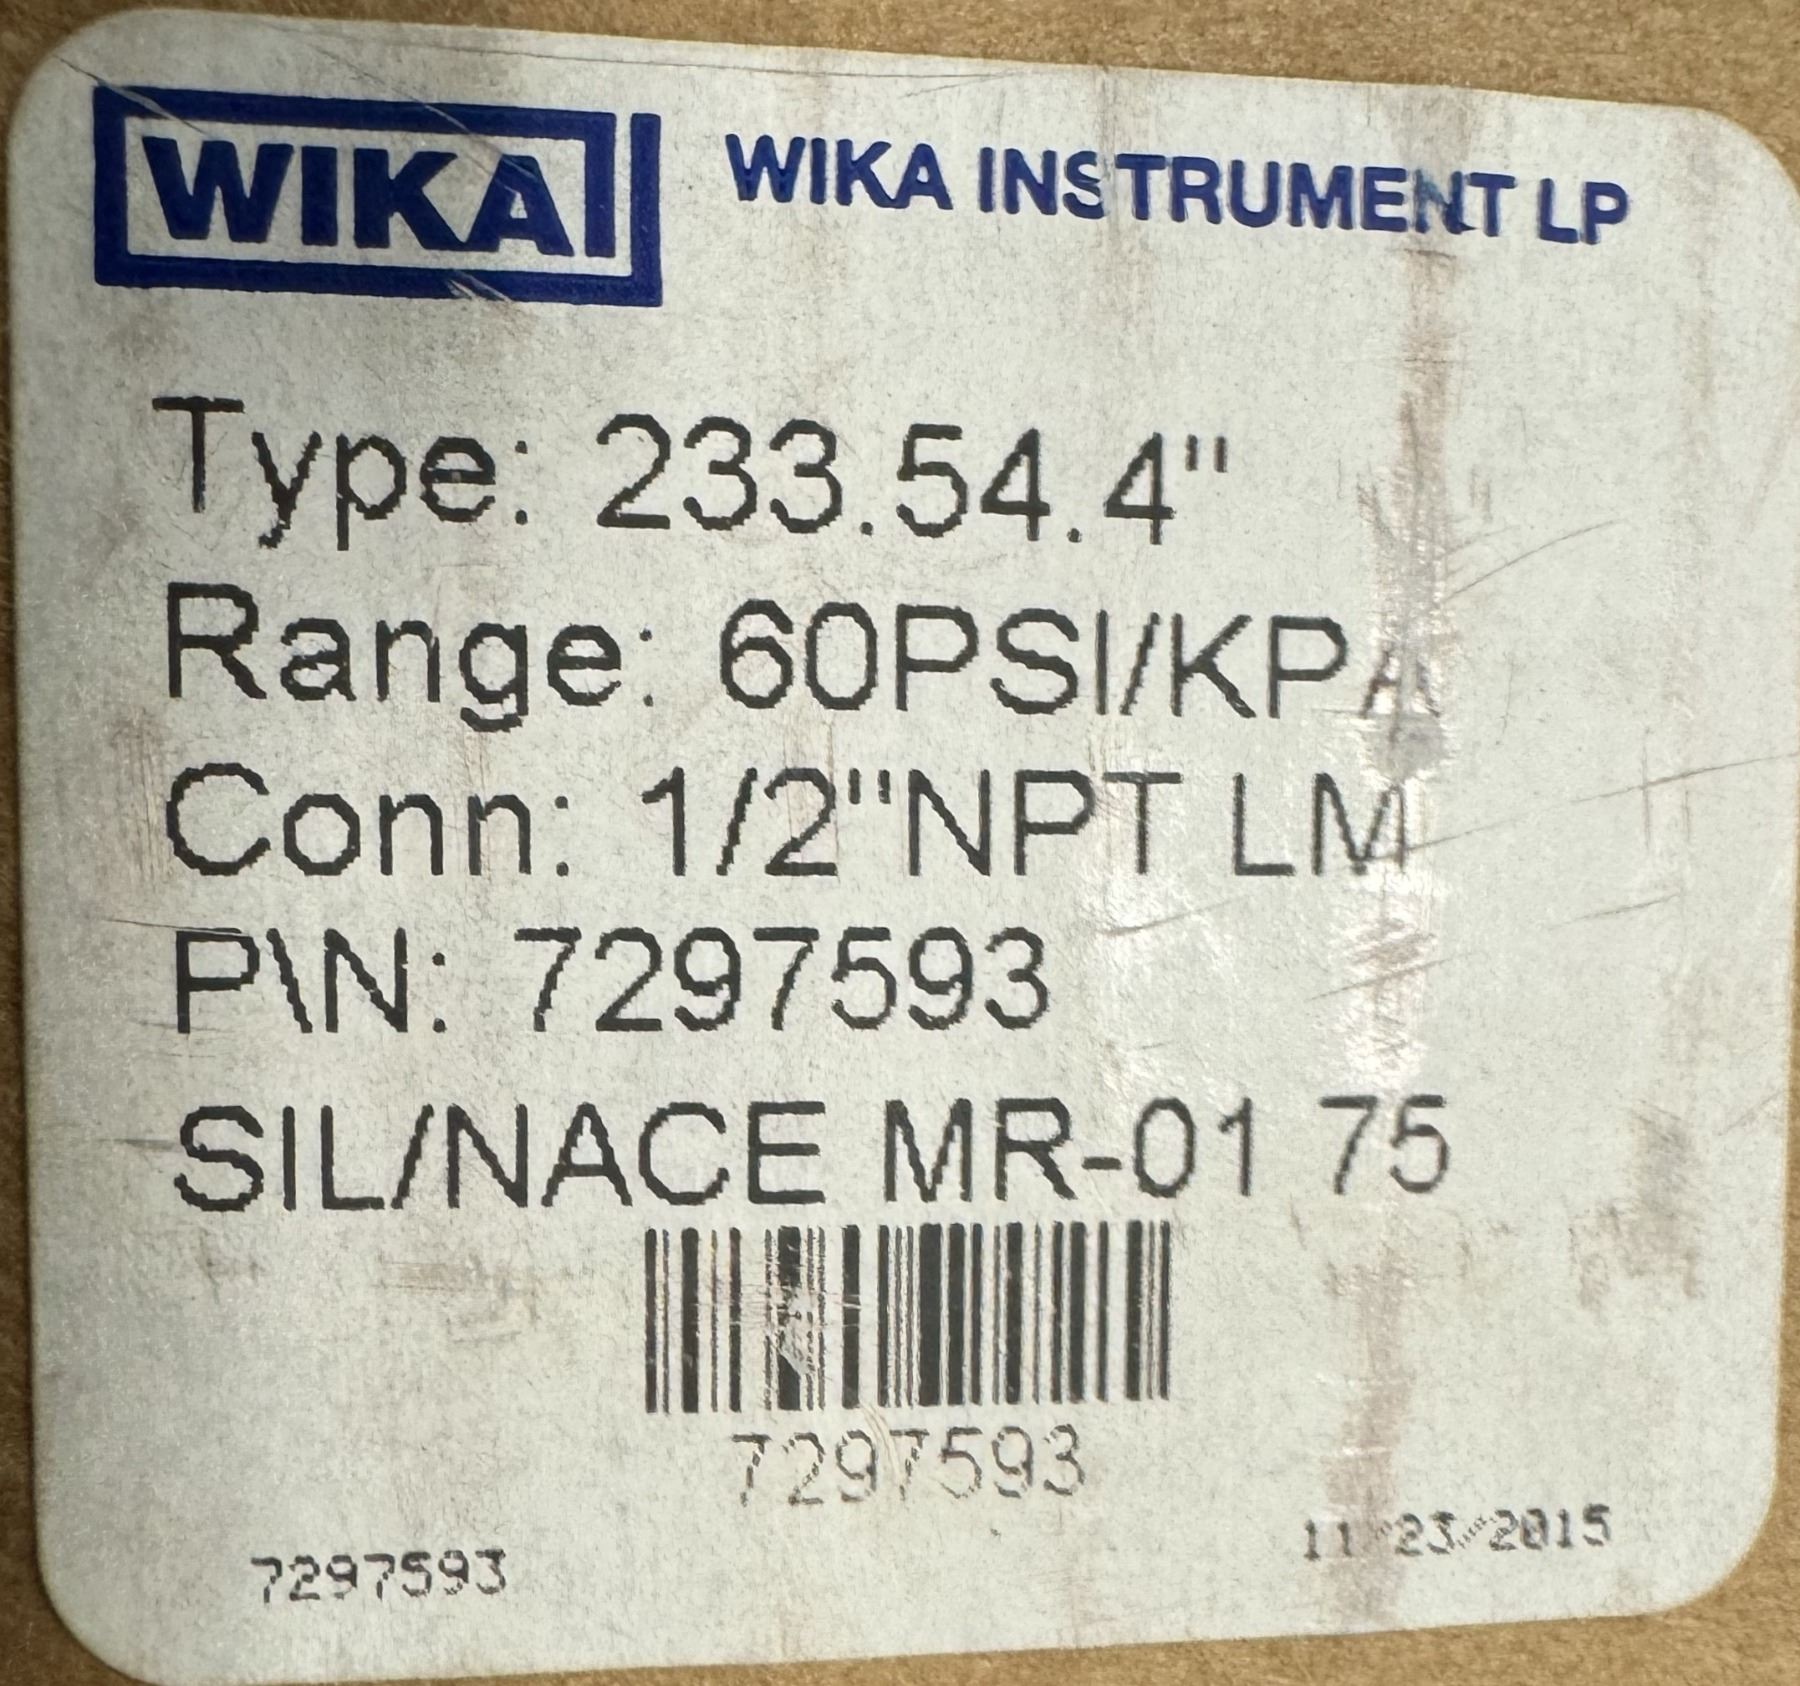 WIKA WIKA INSTRUMENT LP
Type: 233.54.4"
Range: 60PSI/KPA
Conn: 1/2"NPT LM
P\N: 7297593
SIL/NACE MR-01 75
7297593
7297593 11/23/2015